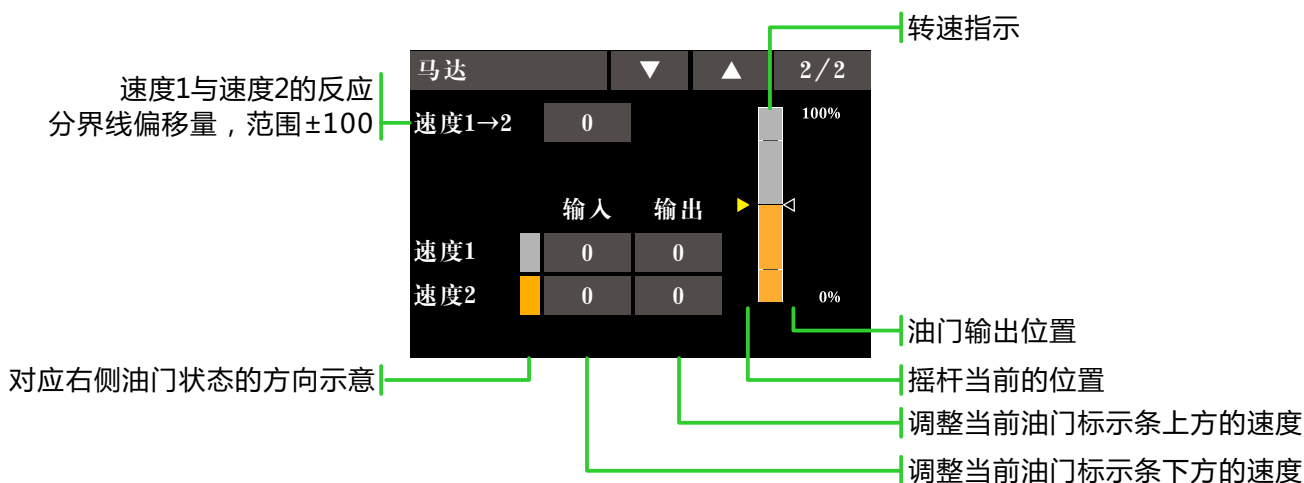 转速指示
马达 ▼ ▲ 2/2
速度1与速度2的反应
分界线偏移量，范围±100
速度1→2 0
100%
输入 输出
速度1 0 0
速度2 0 0
0%
油门输出位置
对应右侧油门状态的方向示意
摇杆当前的位置
调整当前油门标示条上方的速度
调整当前油门标示条下方的速度